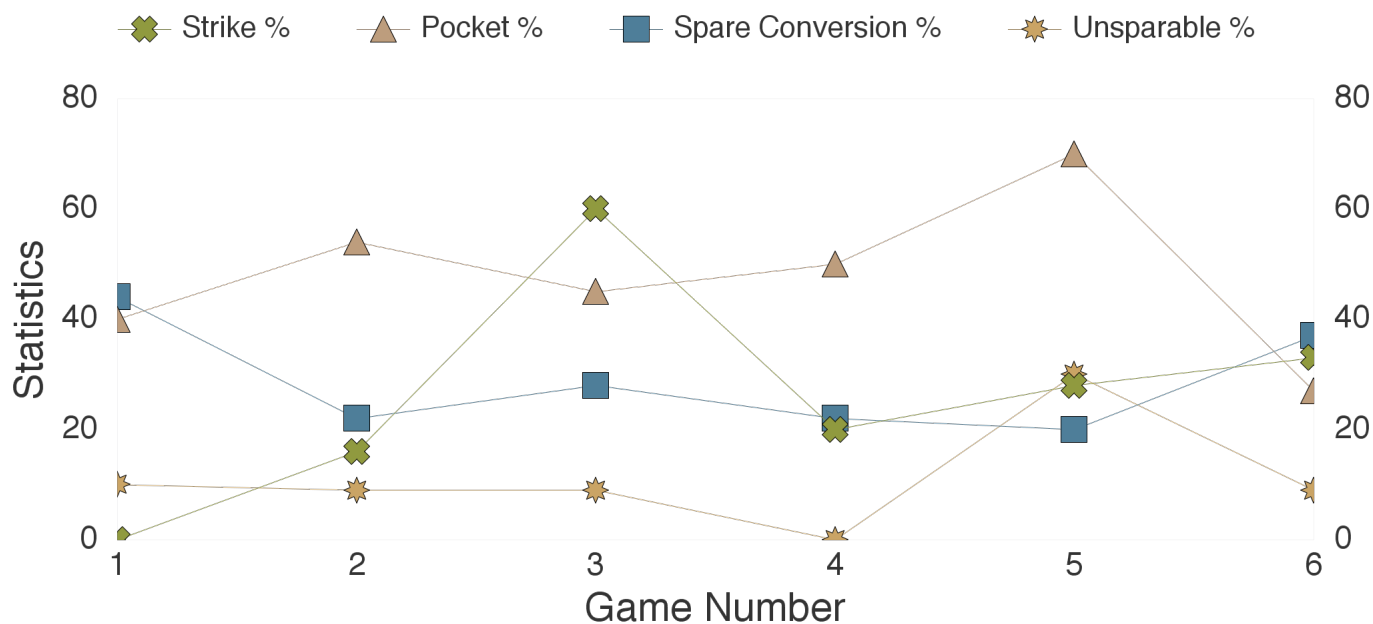 Strike % Pocket % Spare Conversion % Unsparable %
80 80
60 60
40 40
20 20
0 0
Statistics
1 2 3 4 5 6
Game Number